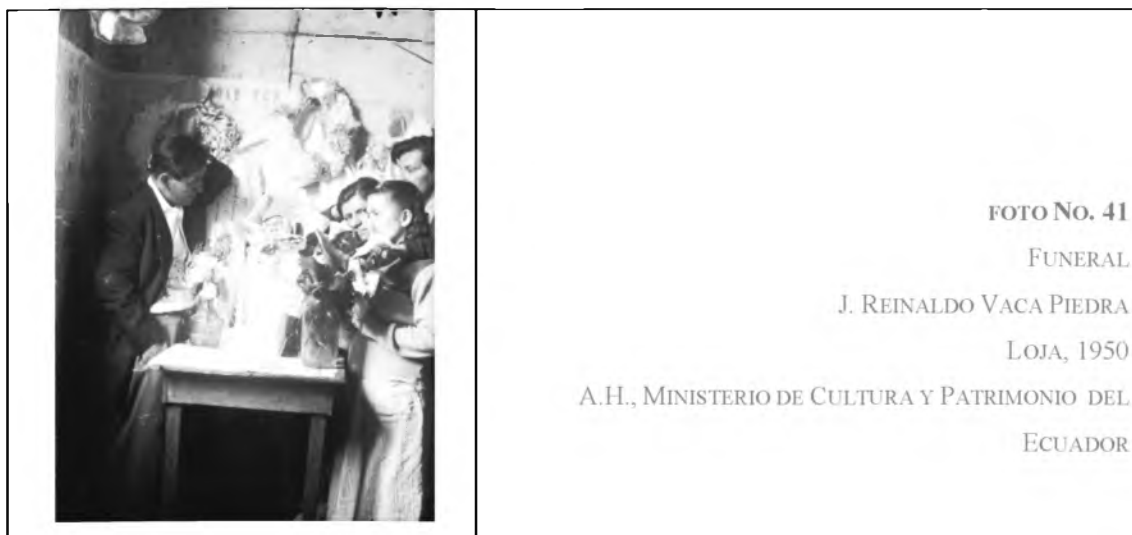 FOTO No. 41
FUNERAL
J. REINALDO VACA PIEDRA
LOJA, 1950
A.H., MINISTERIO DE CULTURA Y PATRIMONIO DEL
ECUADOR